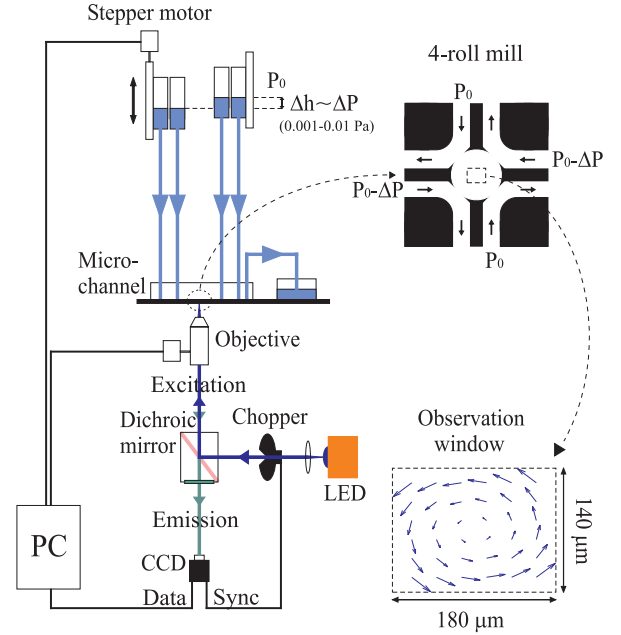 Stepper motor
P₀
Δh~ΔP
(0.001-0.01 Pa)
4-roll mill
P₀
P₀-ΔP
P₀-ΔP
P₀
Micro-
channel
Objective
Excitation
Dichroic
mirror
Chopper
LED
Emission
PC
CCD
Data
Sync
Observation
window
140 μm
180 μm